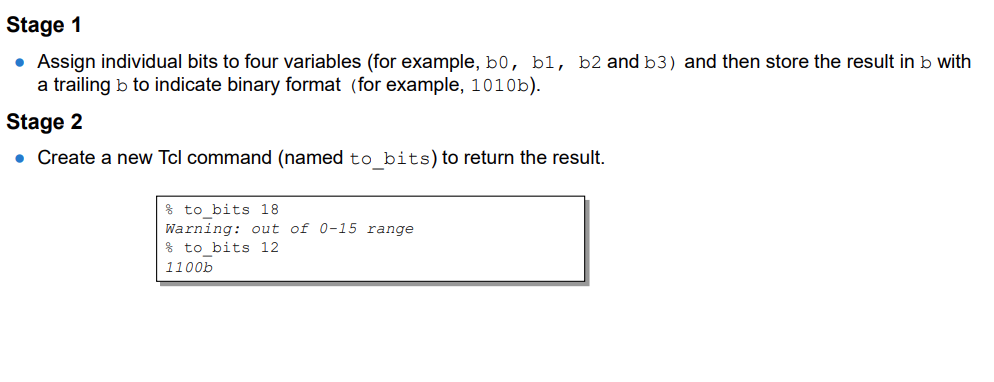 Stage 1
• Assign individual bits to four variables (for example, b0, b1, b2 and b3) and then store the result in b with
a trailing b to indicate binary format (for example, 1010b).
Stage 2
• Create a new Tcl command (named to_bits) to return the result.
% to_bits 18
Warning: out of 0-15 range
% to_bits 12
1100b